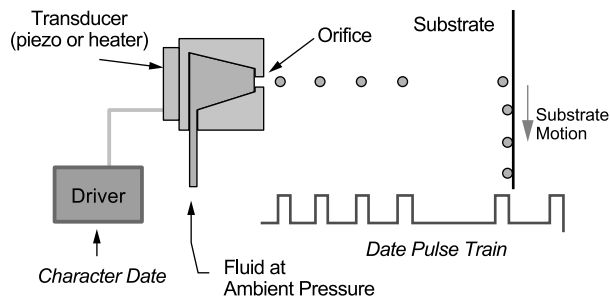 Transducer
(piezo or heater)
Orifice
Substrate
Substrate
Motion
Driver
Date Pulse Train
Character Date
Fluid at
Ambient Pressure